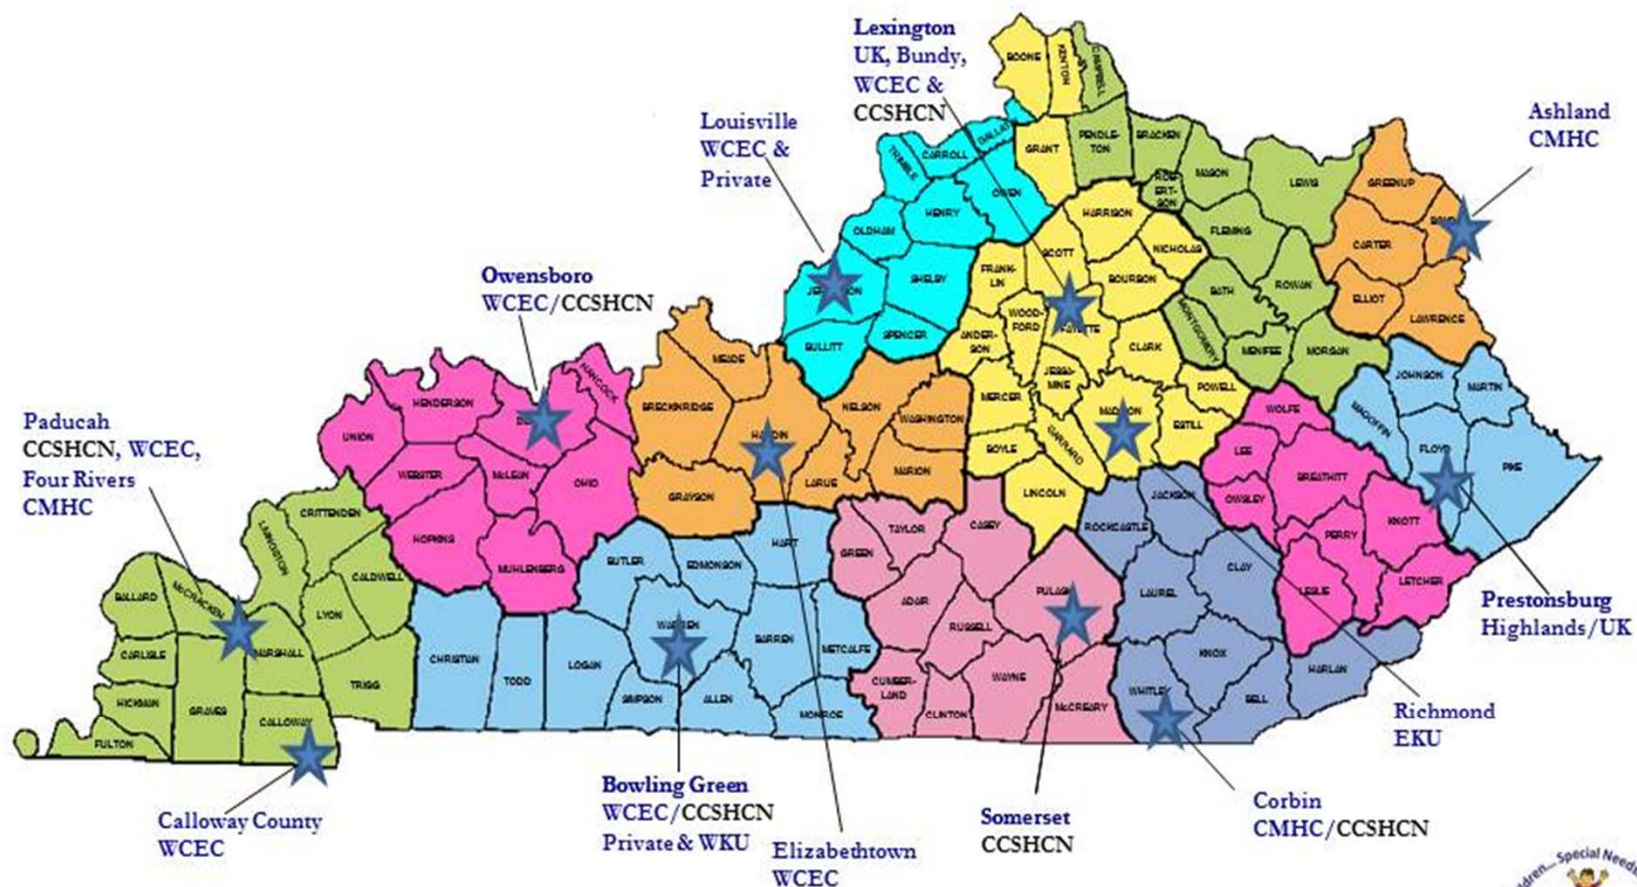 Lexington
UK, Bundy,
WCEC &
CCSHCN
Louisville
WCEC &
Private
Ashland
CMHC
Owensboro
WCEC/CCSHCN
Paducah
CCSHCN, WCEC,
Four Rivers
CMHC
Calloway County
WCEC
Bowling Green
WCEC/CCSHCN
Private & WKU
Elizabethtown
WCEC
Somerset
CCSHCN
Corbin
CMHC/CCSHCN
Richmond
EKU
Prestonsburg
Highlands/UK
BOONE
KENTON
CAMPBELL
GRANT
PENDLE-
TON
BRACKEN
ROB
ERT-
SON
MASON
LEWIS
FLEMING
BATH
ROWAN
MONTGOMERY
MENIFEE
MORGAN
GREENUP
CARTER
ELLIOT
LAWRENCE
TRIMBLE
CARROLL
OWEN
HENRY
OLDHAM
SHELBY
SPENCER
BULLITT
HARRISON
SCOTT
NICHOLAS
FRANK-
LIN
BOURBON
WOOD-
FORD
ANDER-
SON
CLARK
JESSA-
MINE
MERCER
POWELL
ESTILL
BOYLE
GARRARD
LINCOLN
MEADE
BRECKINRIDGE
NELSON
WASHINGTON
MARION
LARUE
GRAYSON
HANCOCK
HENDERSON
UNION
WEBSTER
McLEAN
OHIO
HOPKINS
MUHLENBERG
CRITTENDEN
LIVINGSTON
CALDWELL
LYON
TRIGG
BALLARD
McCRACKEN
CARLISLE
MARSHALL
HICKMAN
GRAVES
CALLOWAY
FULTON
CHRISTIAN
TODD
LOGAN
BUTLER
EDMONSON
HART
BARREN
METCALFE
SIMPSON
ALLEN
MONROE
GREEN
TAYLOR
CASEY
ADAIR
RUSSELL
CUMBER-
LAND
CLINTON
WAYNE
McCREARY
ROCKCASTLE
JACKSON
LAUREL
CLAY
KNOX
WHITLEY
BELL
HARLAN
WOLFE
LEE
BREATHITT
OWSLEY
PERRY
KNOTT
LESLIE
LETCHER
JOHNSON
MARTIN
MAGOFFIN
FLOYD
PIKE